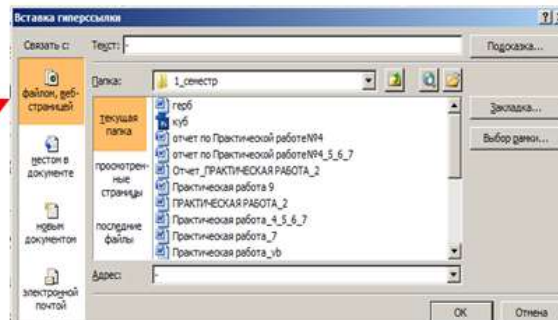 Вставка гиперссылки
Связать с:
Текст: -
Подсказка...
файлом, веб-страницей
Папка:
1_семестр
местом в документе
новым документом
электронной почтой
текущая папка
просмотренные страницы
последние файлы
герб
куб
отчет по Практической работе№4
отчет по Практической работе№4_5_6_7
Отчет_ПРАКТИЧЕСКАЯ РАБОТА_2
Практическая работа 9
ПРАКТИЧЕСКАЯ РАБОТА_2
Практическая работа_4_5_6_7
Практическая работа_7
Практическая работа_vb
Закладка...
Выбор рамки...
Адрес: -
ОК
Отмена